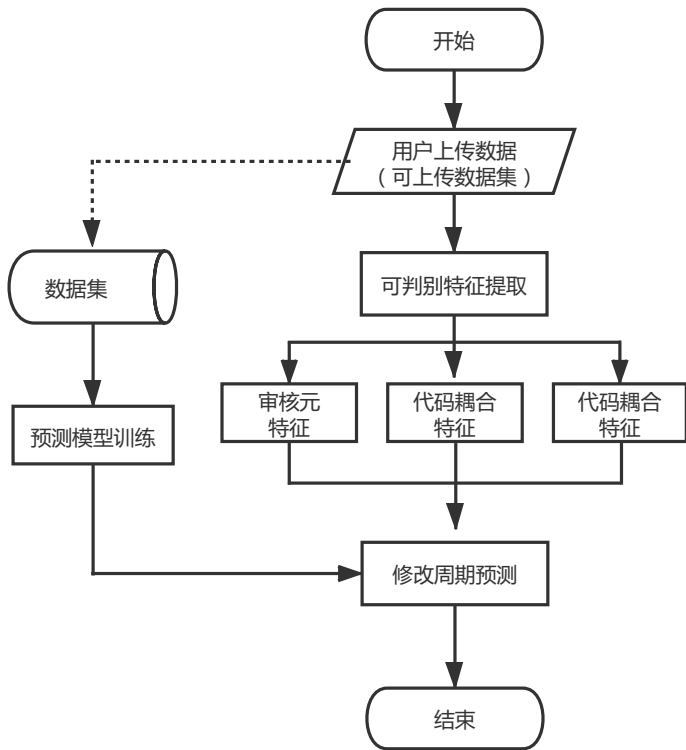 开始
用户上传数据
（可上传数据集）
数据集
可判别特征提取
审核元
特征
代码耦合
特征
代码耦合
特征
预测模型训练
修改周期预测
结束